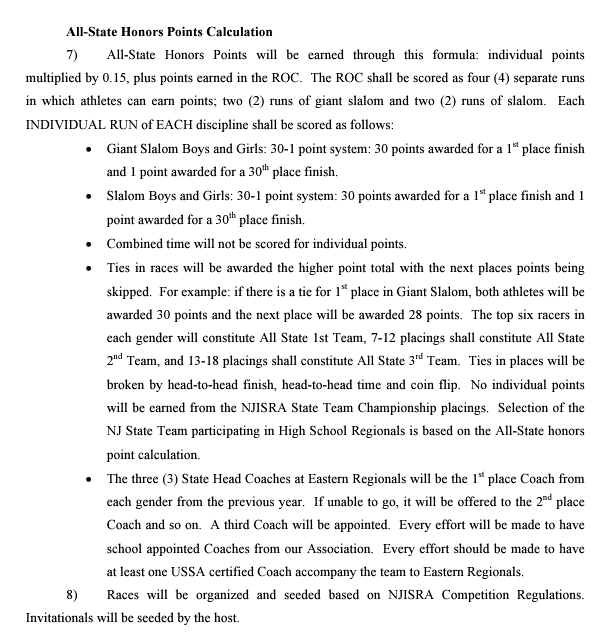 All-State Honors Points Calculation
7) All-State Honors Points will be earned through this formula: individual points
multiplied by 0.15, plus points earned in the ROC. The ROC shall be scored as four (4) separate runs
in which athletes can earn points; two (2) runs of giant slalom and two (2) runs of slalom. Each
INDIVIDUAL RUN of EACH discipline shall be scored as follows:
• Giant Slalom Boys and Girls: 30-1 point system: 30 points awarded for a 1st place finish
and 1 point awarded for a 30th place finish.
• Slalom Boys and Girls: 30-1 point system: 30 points awarded for a 1st place finish and 1
point awarded for a 30th place finish.
• Combined time will not be scored for individual points.
• Ties in races will be awarded the higher point total with the next places points being
skipped. For example: if there is a tie for 1st place in Giant Slalom, both athletes will be
awarded 30 points and the next place will be awarded 28 points. The top six racers in
each gender will constitute All State 1st Team, 7-12 placings shall constitute All State
2nd Team, and 13-18 placings shall constitute All State 3rd Team. Ties in places will be
broken by head-to-head finish, head-to-head time and coin flip. No individual points
will be earned from the NJISRA State Team Championship placings. Selection of the
NJ State Team participating in High School Regionals is based on the All-State honors
point calculation.
• The three (3) State Head Coaches at Eastern Regionals will be the 1st place Coach from
each gender from the previous year. If unable to go, it will be offered to the 2nd place
Coach and so on. A third Coach will be appointed. Every effort will be made to have
school appointed Coaches from our Association. Every effort should be made to have
at least one USSA certified Coach accompany the team to Eastern Regionals.
8) Races will be organized and seeded based on NJISRA Competition Regulations.
Invitationals will be seeded by the host.